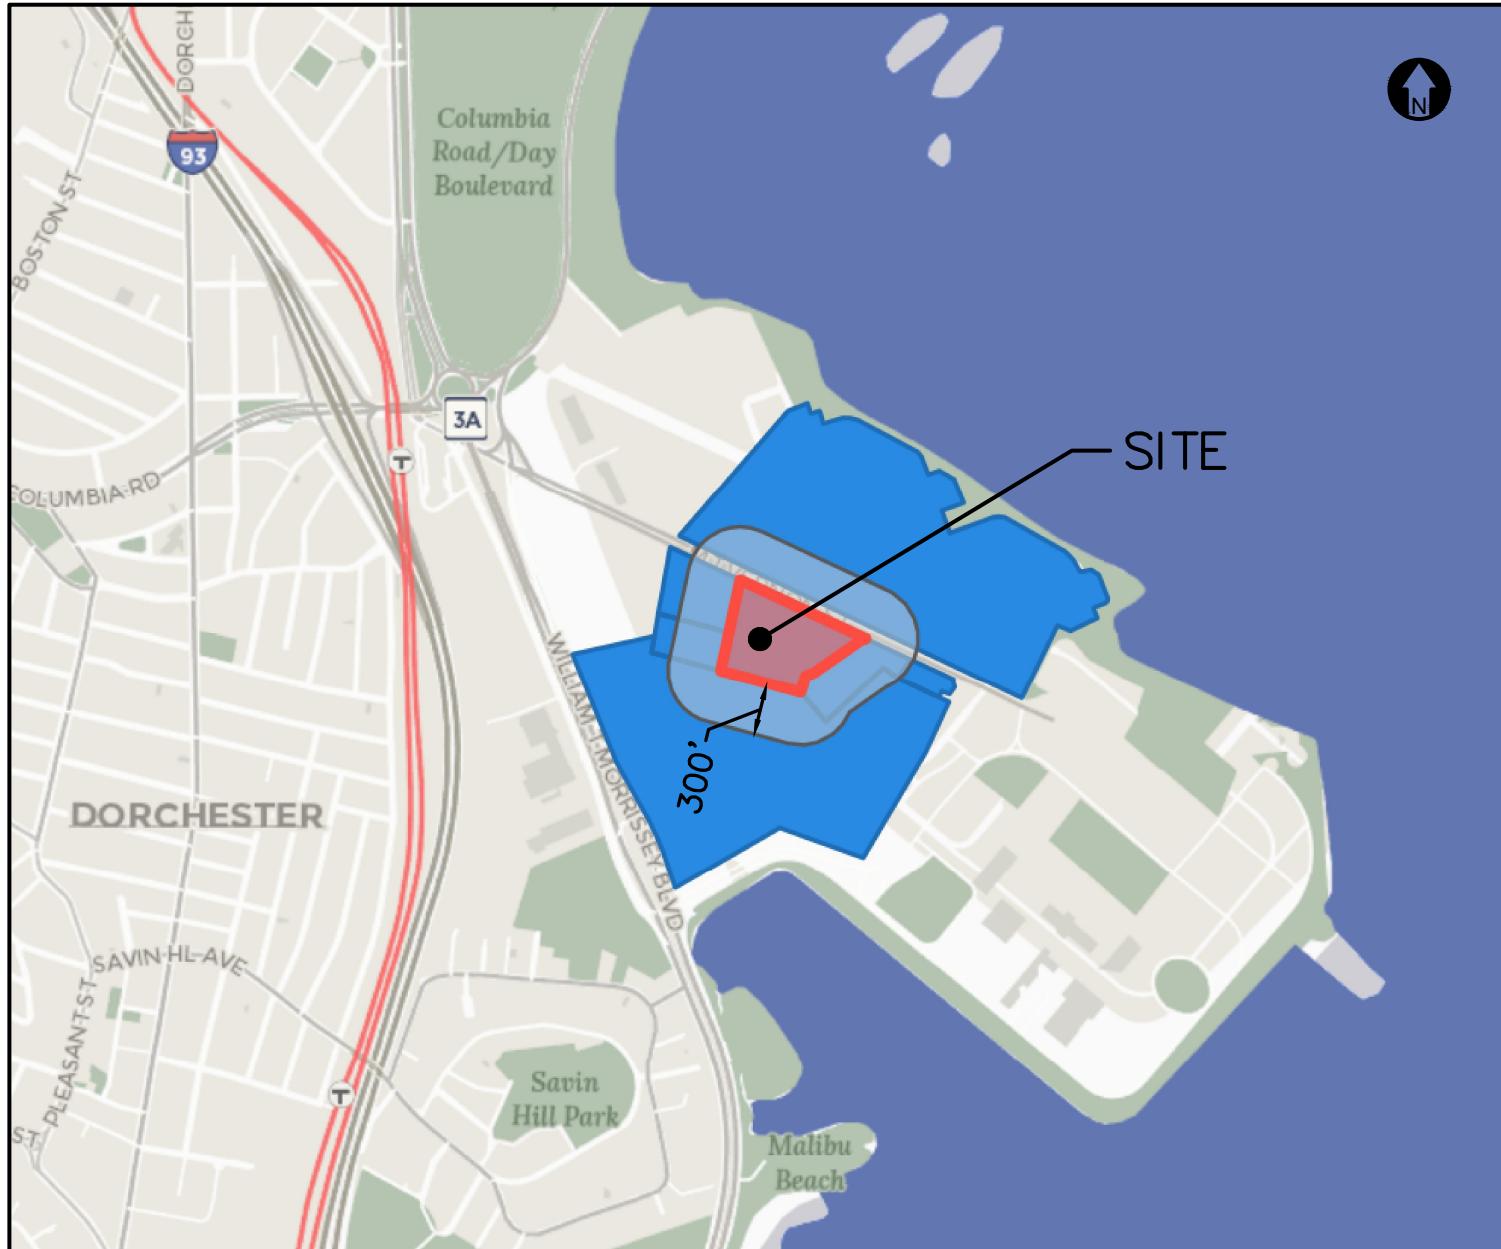 DORCH
N
Columbia
Road/Day
Boulevard
93
BOSTON-ST
3A
SITE
COLUMBIA-RD
T
WILLIAM-T-MORRISSEY-BLVD
300'
DORCHESTER
SAVIN-HL-AVE
PLEASANT-ST
T
Savin
Hill Park
ST
Malibu
Beach